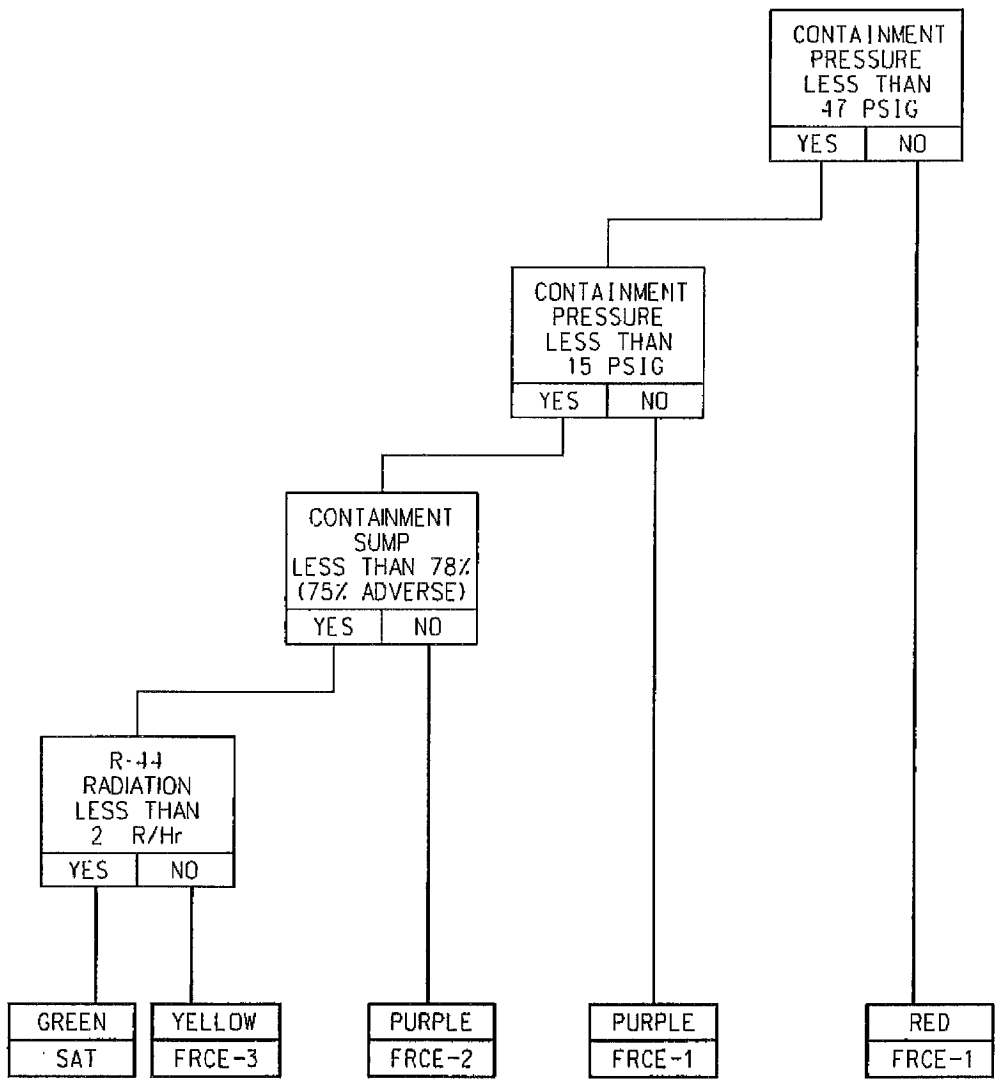 CONTAINMENT
PRESSURE
LESS THAN
47 PSIG
YES NO
CONTAINMENT
PRESSURE
LESS THAN
15 PSIG
YES NO
CONTAINMENT
SUMP
LESS THAN 78%
(75% ADVERSE)
YES NO
R-44
RADIATION
LESS THAN
2 R/Hr
YES NO
GREEN YELLOW PURPLE PURPLE RED
SAT FRCE-3 FRCE-2 FRCE-1 FRCE-1